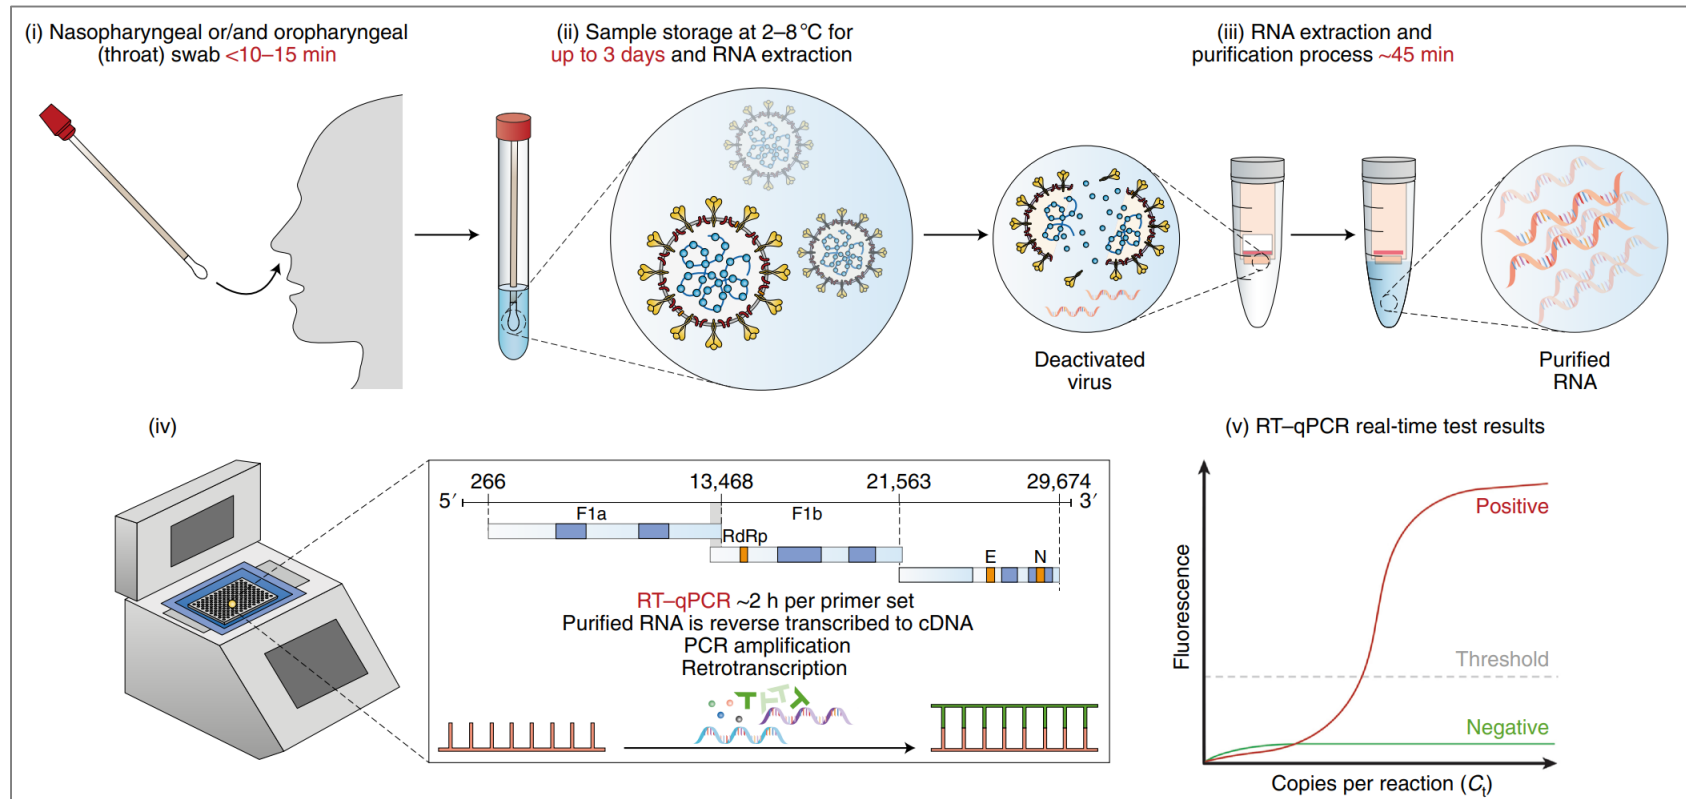 (i) Nasopharyngeal or/and oropharyngeal
(throat) swab <10–15 min
(ii) Sample storage at 2–8 °C for
up to 3 days and RNA extraction
(iii) RNA extraction and
purification process ~45 min
Deactivated
virus
Purified
RNA
(iv)
266
13,468
21,563
29,674
5′
3′
F1a
F1b
RdRp
E
N
RT–qPCR ~2 h per primer set
Purified RNA is reverse transcribed to cDNA
PCR amplification
Retrotranscription
(v) RT–qPCR real-time test results
Fluorescence
Positive
Threshold
Negative
Copies per reaction (Ct)